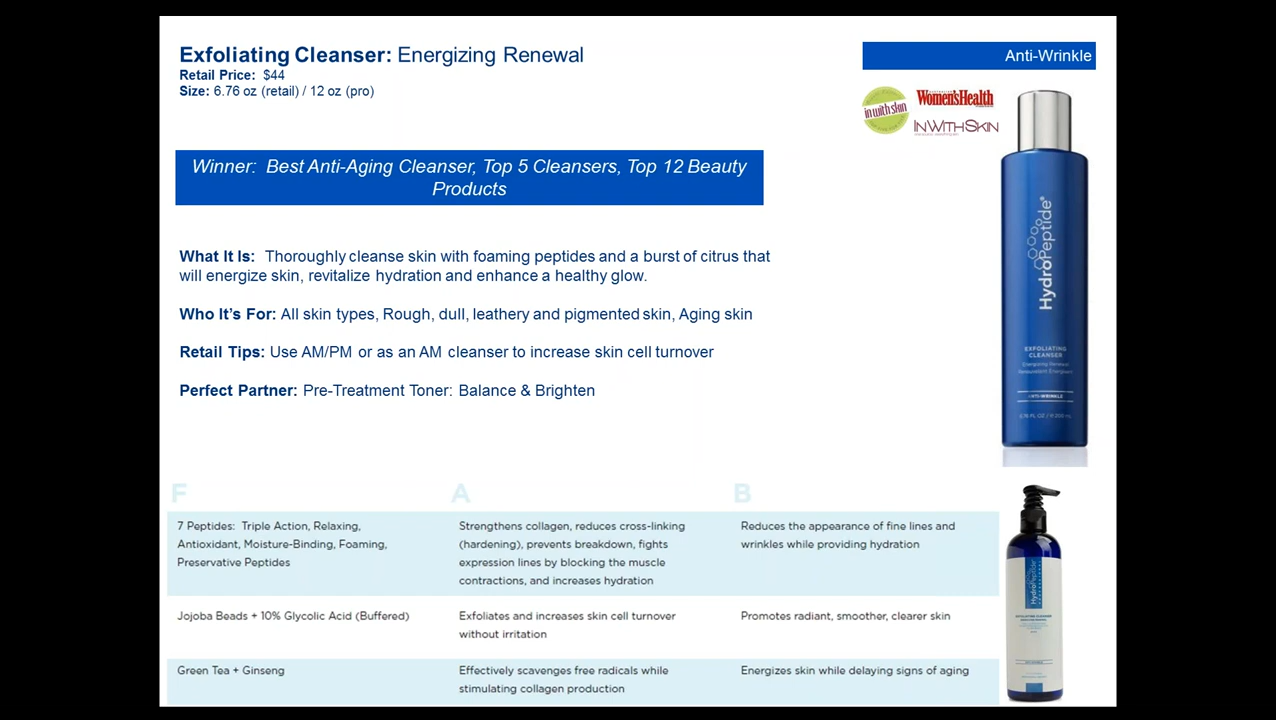 Exfoliating Cleanser: Energizing Renewal
Retail Price: $44
Size: 6.76 oz (retail) / 12 oz (pro)
Anti-Wrinkle
in with skin
Women'sHealth
INWITHSKIN
Winner: Best Anti-Aging Cleanser, Top 5 Cleansers, Top 12 Beauty
Products
What It Is: Thoroughly cleanse skin with foaming peptides and a burst of citrus that
will energize skin, revitalize hydration and enhance a healthy glow.
Who It's For: All skin types, Rough, dull, leathery and pigmented skin, Aging skin
Retail Tips: Use AM/PM or as an AM cleanser to increase skin cell turnover
Perfect Partner: Pre-Treatment Toner: Balance & Brighten
HydroPeptide®
EXFOLIATING
CLEANSER
Energizing Renewal
ANTI-WRINKLE
F A B
7 Peptides: Triple Action, Relaxing,
Antioxidant, Moisture-Binding, Foaming,
Preservative Peptides
Strengthens collagen, reduces cross-linking
(hardening), prevents breakdown, fights
expression lines by blocking the muscle
contractions, and increases hydration
Reduces the appearance of fine lines and
wrinkles while providing hydration
Jojoba Beads + 10% Glycolic Acid (Buffered)
Exfoliates and increases skin cell turnover
without irritation
Promotes radiant, smoother, clearer skin
Green Tea + Ginseng
Effectively scavenges free radicals while
stimulating collagen production
Energizes skin while delaying signs of aging
HydroPeptide
EXFOLIATING CLEANSER